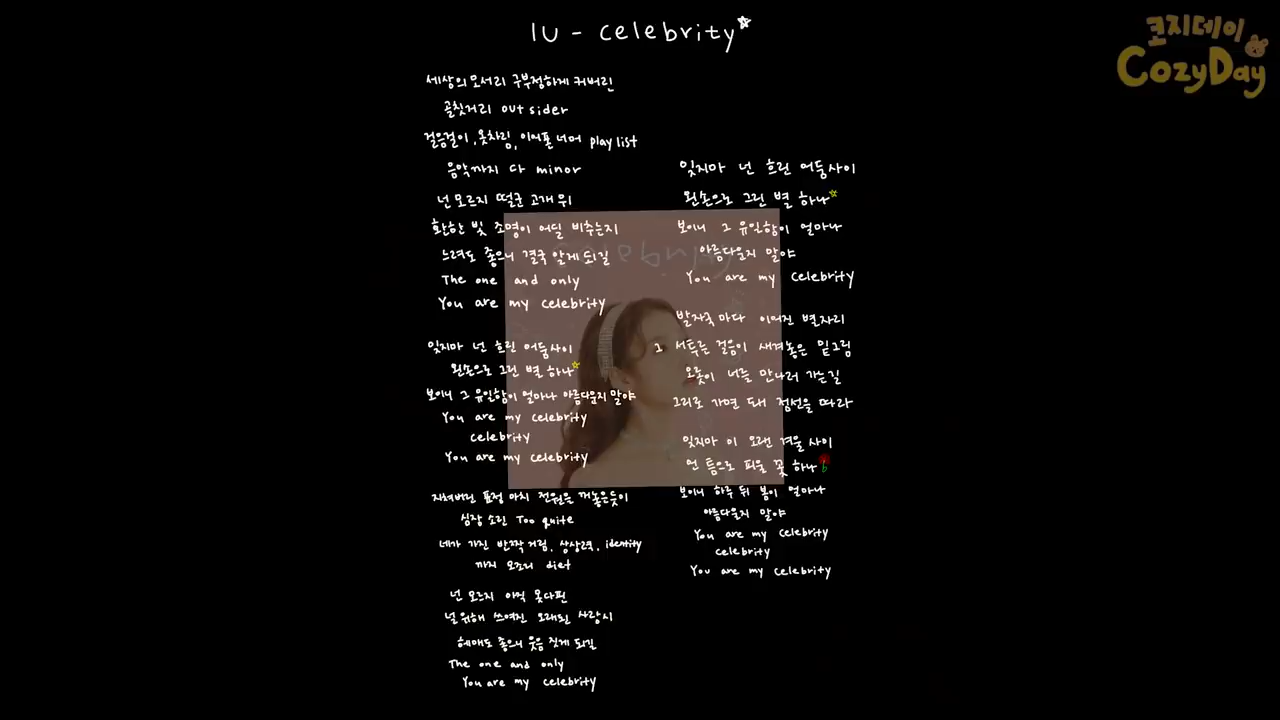 IU - celebrity
코지데이
CozyDay
세상의 모서리 구부정하게 커버린
골칫거리 outsider
걸음걸이, 옷차림, 이어폰 너머 playlist
음악까지 다 minor
넌 모르지 떨군 고개 위
환한 빛 조명이 어딜 비추는지
느려도 좋으니 결국 알게 되길
The one and only
You are my celebrity
잊지마 넌 흐린 어둠사이
왼손으로 그린 별 하나
보이니 그 유일함이 얼마나 아름다운지 말야
You are my celebrity
celebrity
You are my celebrity
지쳐버린 표정 마치 전원을 꺼놓은듯이
심장 소린 Too quite
네가 가진 반짝거림, 상상력, identity
까지 모조리 diet
넌 모르지 아직 못다핀
널 위해 쓰여진 오래된 사랑시
헤매도 좋으니 웃음 짓게 되길
The one and only
You are my celebrity
잊지마 넌 흐린 어둠사이
왼손으로 그린 별 하나
보이니 그 유일함이 얼마나
아름다운지 말야
You are my celebrity
발자국마다 이어진 별자리
그 서투른 걸음이 새겨놓은 밑그림
오롯이 너를 만나러 가는길
그리로 가면 돼 점선을 따라
잊지마 이 오랜 겨울 사이
언 틈으로 피울 꽃 하나
보이니 하루 뒤 봄이 얼마나
아름다운지 말야
You are my celebrity
celebrity
You are my celebrity